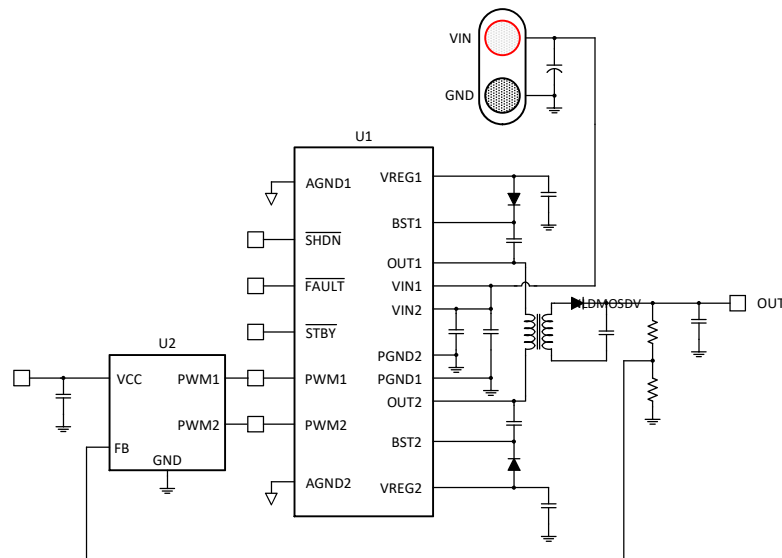 VIN
GND
U1
AGND1
VREG1
SHDN
BST1
FAULT
OUT1
VIN1
VIN2
STBY
PGND2
PWM1
PGND1
OUT2
PWM2
BST2
AGND2
VREG2
LDMOSDV
OUT
U2
VCC
PWM1
PWM2
FB
GND